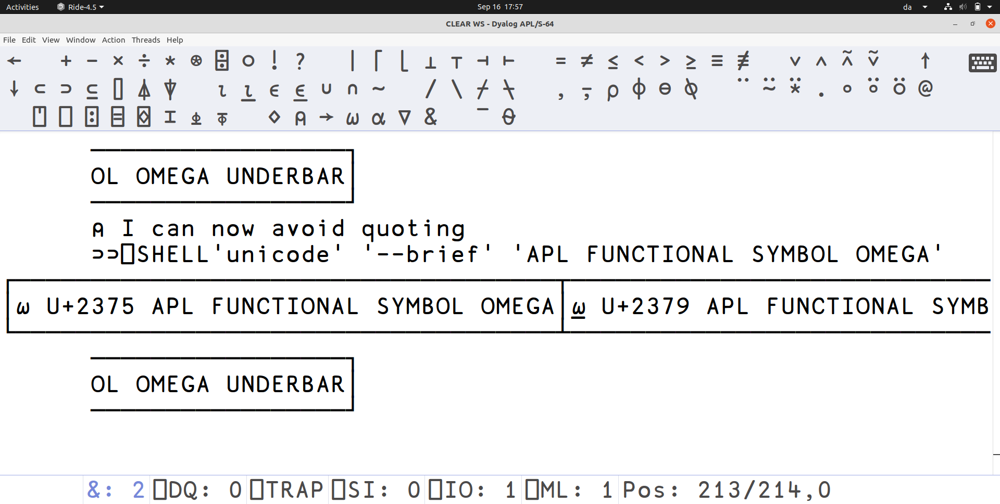 Activities Ride-4.5 Sep 16 17:57 da
CLEAR WS - Dyalog APL/S-64
File Edit View Window Action Threads Help
← + − × ÷ * ⍟ ⌹ ○ ! ? | ⌈ ⌊ ⊥ ⊤ ⊣ ⊢ = ≠ ≤ < > ≥ ≡ ≢ ∨ ∧ ⍲ ⍱ ↑
↓ ⊂ ⊃ ⊆ ⌷ ⍋ ⍒ ⍳ ⍸ ∊ ⍷ ∪ ∩ ~ / \ ⌿ ⍀ , ⍪ ⍴ ⌽ ⊖ ⍉ ¨ ⍨ ⍣ . ∘ ⍤ ⍥ @
⍞ ⎕ ⍠ ⌸ ⌺ ⌶ ⍎ ⍕ ⋄ ⍝ → ⍵ ⍺ ∇ & ¯ ⍬
OL OMEGA UNDERBAR
⍝ I can now avoid quoting
⊃⊃⎕SHELL'unicode' '--brief' 'APL FUNCTIONAL SYMBOL OMEGA'
⍵ U+2375 APL FUNCTIONAL SYMBOL OMEGA ⍹ U+2379 APL FUNCTIONAL SYMB
OL OMEGA UNDERBAR
&: 2 ⎕DQ: 0 ⎕TRAP ⎕SI: 0 ⎕IO: 1 ⎕ML: 1 Pos: 213/214,0